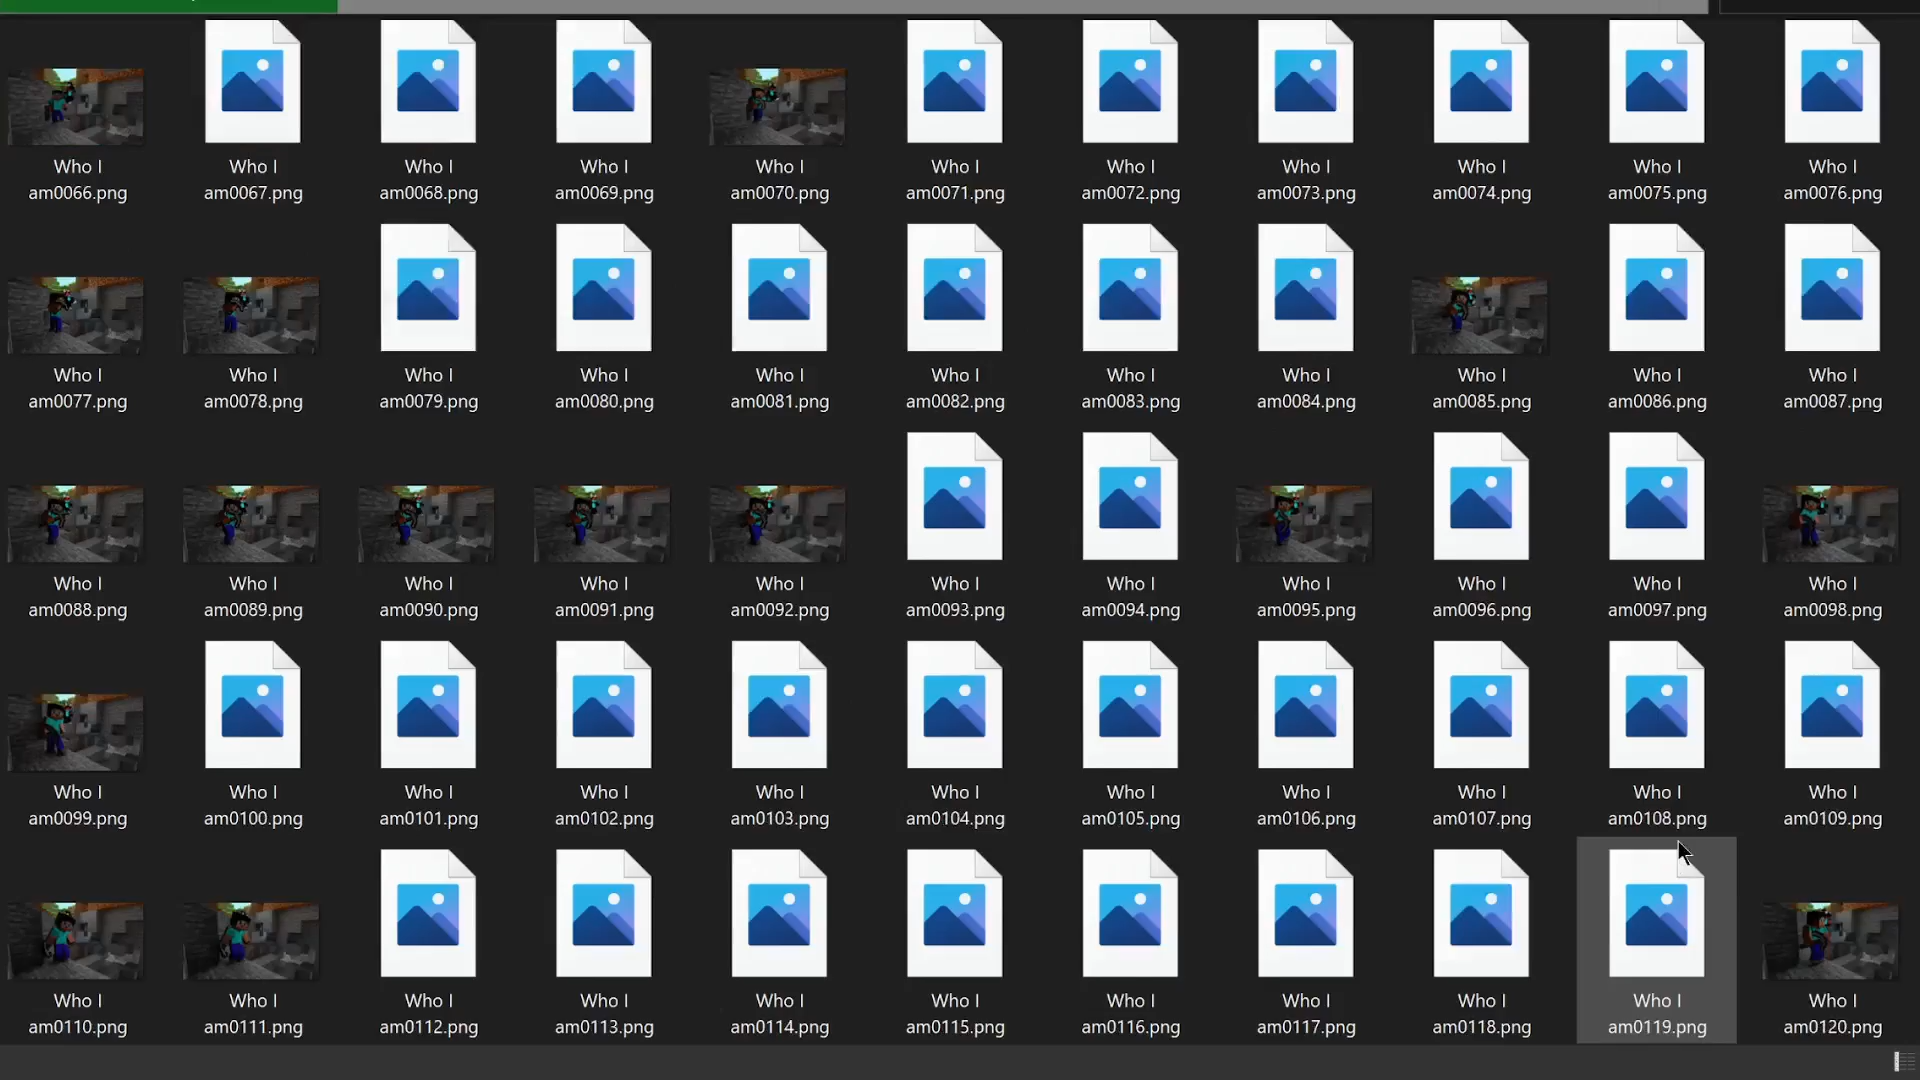 Who I Who I Who I Who I Who I Who I Who I Who I Who I Who I Who I
am0066.png am0067.png am0068.png am0069.png am0070.png am0071.png am0072.png am0073.png am0074.png am0075.png am0076.png
Who I Who I Who I Who I Who I Who I Who I Who I Who I Who I Who I
am0077.png am0078.png am0079.png am0080.png am0081.png am0082.png am0083.png am0084.png am0085.png am0086.png am0087.png
Who I Who I Who I Who I Who I Who I Who I Who I Who I Who I Who I
am0088.png am0089.png am0090.png am0091.png am0092.png am0093.png am0094.png am0095.png am0096.png am0097.png am0098.png
Who I Who I Who I Who I Who I Who I Who I Who I Who I Who I Who I
am0099.png am0100.png am0101.png am0102.png am0103.png am0104.png am0105.png am0106.png am0107.png am0108.png am0109.png
Who I Who I Who I Who I Who I Who I Who I Who I Who I Who I Who I
am0110.png am0111.png am0112.png am0113.png am0114.png am0115.png am0116.png am0117.png am0118.png am0119.png am0120.png